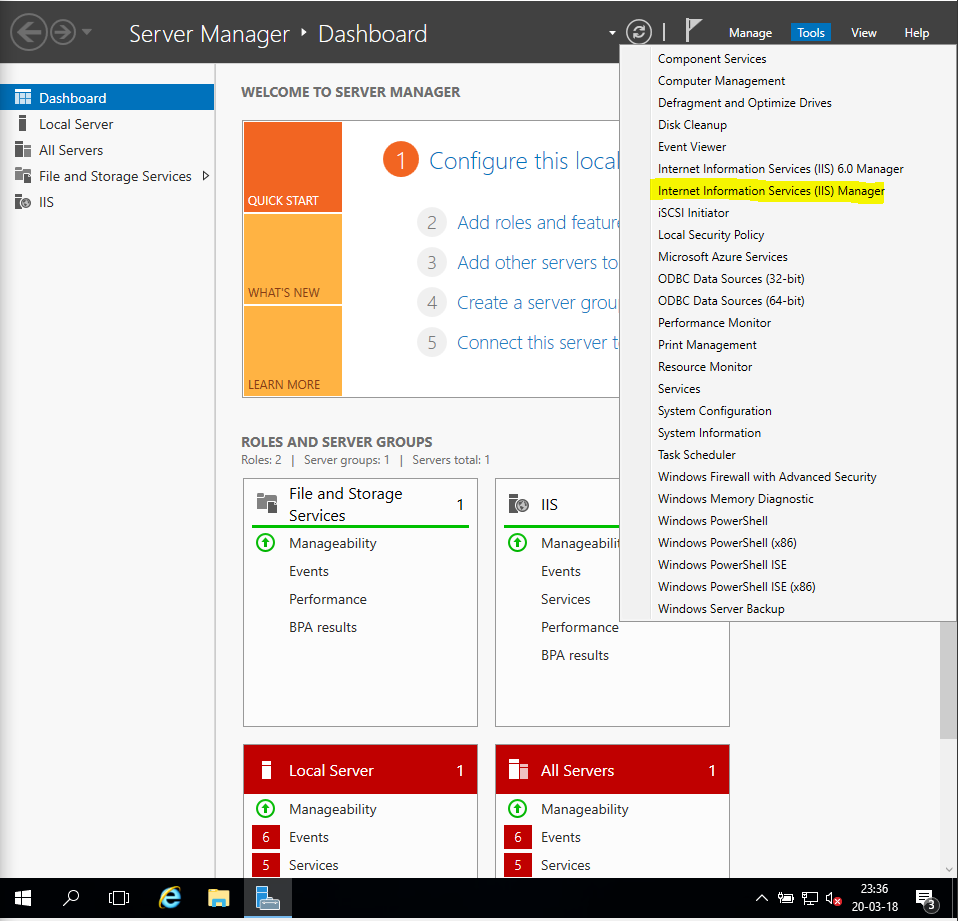 Server Manager ‣ Dashboard
Manage Tools View Help
Dashboard
Local Server
All Servers
File and Storage Services
IIS
WELCOME TO SERVER MANAGER
QUICK START
WHAT'S NEW
LEARN MORE
1 Configure this local
2 Add roles and feature
3 Add other servers to
4 Create a server group
5 Connect this server t
Component Services
Computer Management
Defragment and Optimize Drives
Disk Cleanup
Event Viewer
Internet Information Services (IIS) 6.0 Manager
Internet Information Services (IIS) Manager
iSCSI Initiator
Local Security Policy
Microsoft Azure Services
ODBC Data Sources (32-bit)
ODBC Data Sources (64-bit)
Performance Monitor
Print Management
Resource Monitor
Services
System Configuration
System Information
Task Scheduler
Windows Firewall with Advanced Security
Windows Memory Diagnostic
Windows PowerShell
Windows PowerShell (x86)
Windows PowerShell ISE
Windows PowerShell ISE (x86)
Windows Server Backup
ROLES AND SERVER GROUPS
Roles: 2 | Server groups: 1 | Servers total: 1
File and Storage
Services 1
Manageability
Events
Performance
BPA results
IIS
Manageabilit
Events
Services
Performance
BPA results
Local Server 1
Manageability
6 Events
5 Services
All Servers 1
Manageability
6 Events
5 Services
23:36
20-03-18
3